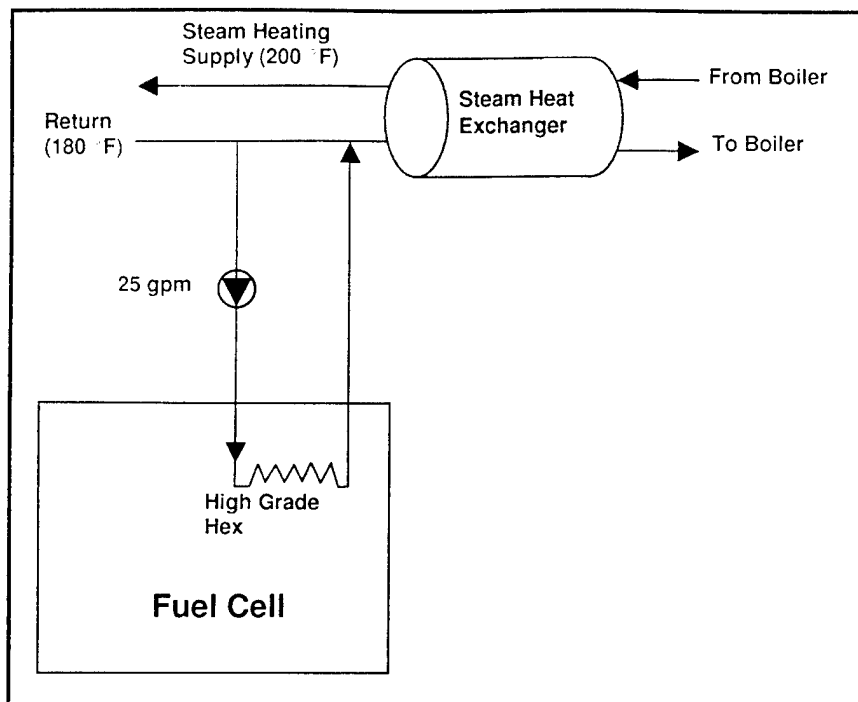 Steam Heating
Supply (200 °F)
From Boiler
Steam Heat
Exchanger
Return
(180 °F)
To Boiler
25 gpm
High Grade
Hex
Fuel Cell